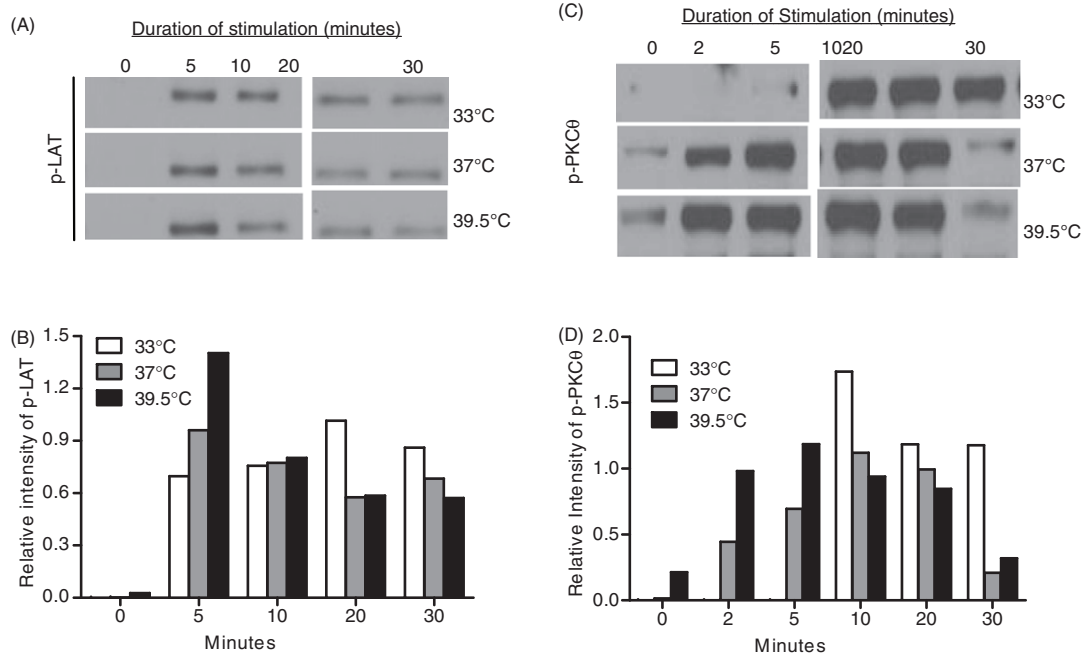 (A)
Duration of stimulation (minutes)
0 5 10 20 30
p-LAT
33°C
37°C
39.5°C
(C)
Duration of Stimulation (minutes)
0 2 5 1020 30
p-PKCθ
33°C
37°C
39.5°C
(B)
Relative intensity of p-LAT
1.5
1.2
0.9
0.6
0.3
0.0
33°C
37°C
39.5°C
0 5 10 20 30
Minutes
(D)
Relative Intensity of p-PKCθ
2.0
1.5
1.0
0.5
0.0
33°C
37°C
39.5°C
0 2 5 10 20 30
Minutes